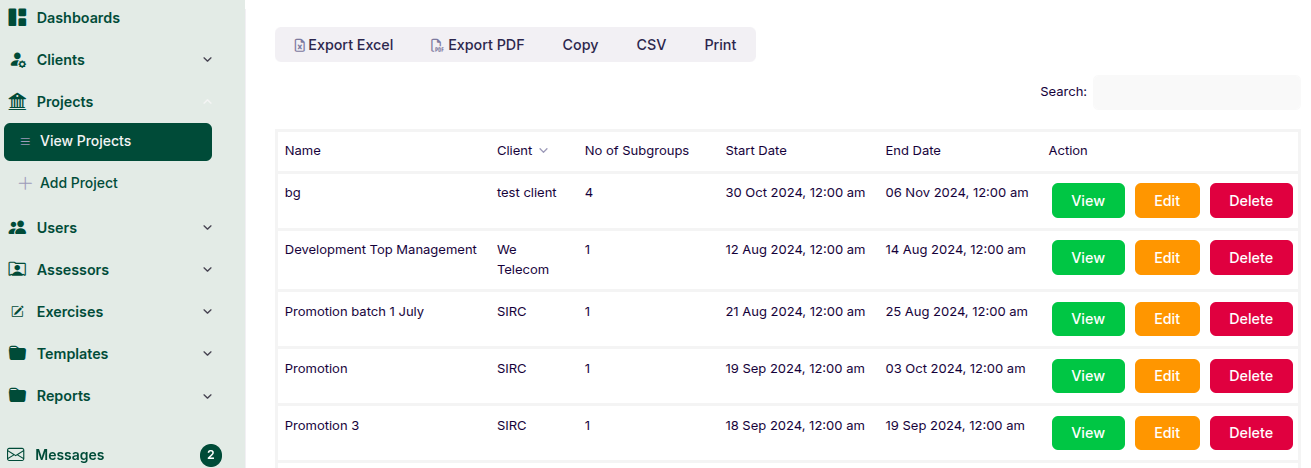 Dashboards
Clients
Projects
View Projects
Add Project
Users
Assessors
Exercises
Templates
Reports
Messages 2
Export Excel Export PDF Copy CSV Print
Search:
Name Client No of Subgroups Start Date End Date Action
bg test client 4 30 Oct 2024, 12:00 am 06 Nov 2024, 12:00 am View Edit Delete
Development Top Management We 1 12 Aug 2024, 12:00 am 14 Aug 2024, 12:00 am View Edit Delete
Telecom
Promotion batch 1 July SIRC 1 21 Aug 2024, 12:00 am 25 Aug 2024, 12:00 am View Edit Delete
Promotion SIRC 1 19 Sep 2024, 12:00 am 03 Oct 2024, 12:00 am View Edit Delete
Promotion 3 SIRC 1 18 Sep 2024, 12:00 am 19 Sep 2024, 12:00 am View Edit Delete